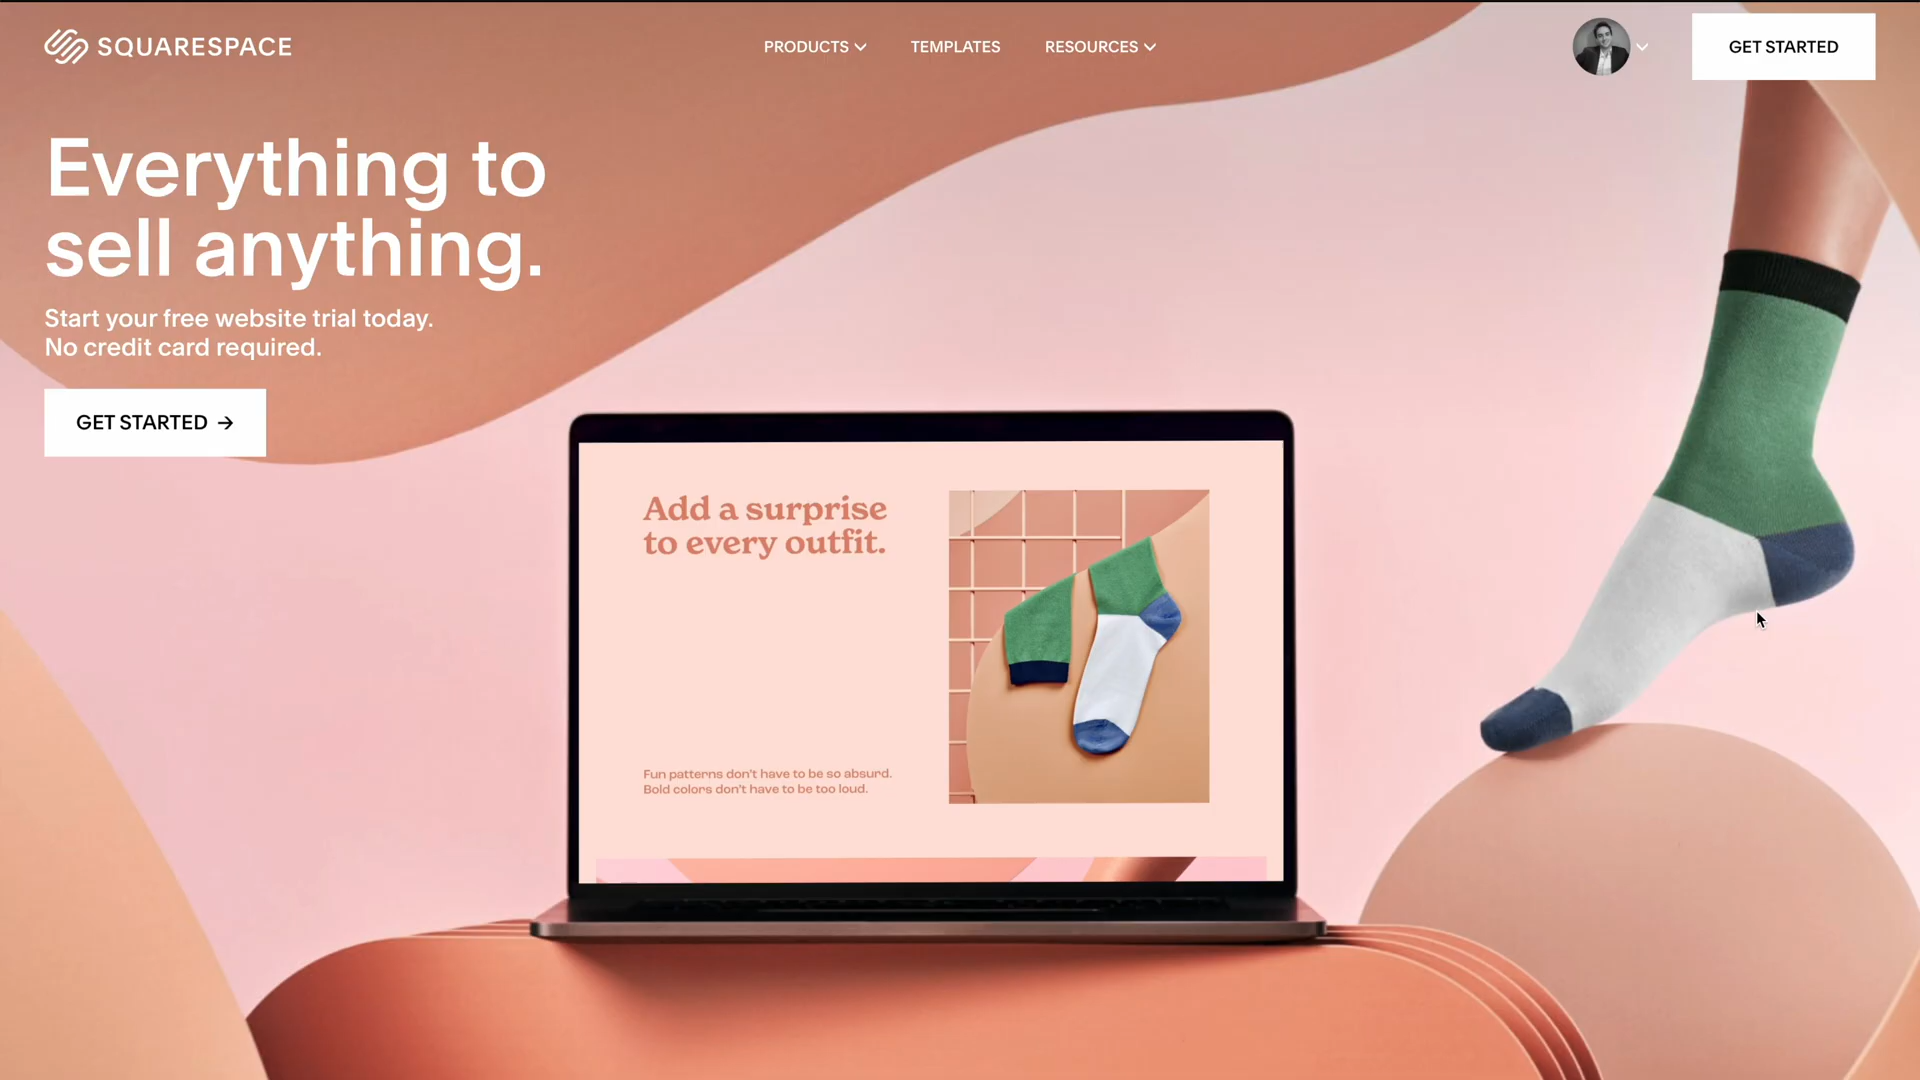 SQUARESPACE
PRODUCTS
TEMPLATES
RESOURCES
GET STARTED
Everything to
sell anything.
Start your free website trial today.
No credit card required.
GET STARTED →
Add a surprise
to every outfit.
Fun patterns don't have to be so absurd.
Bold colors don't have to be too loud.